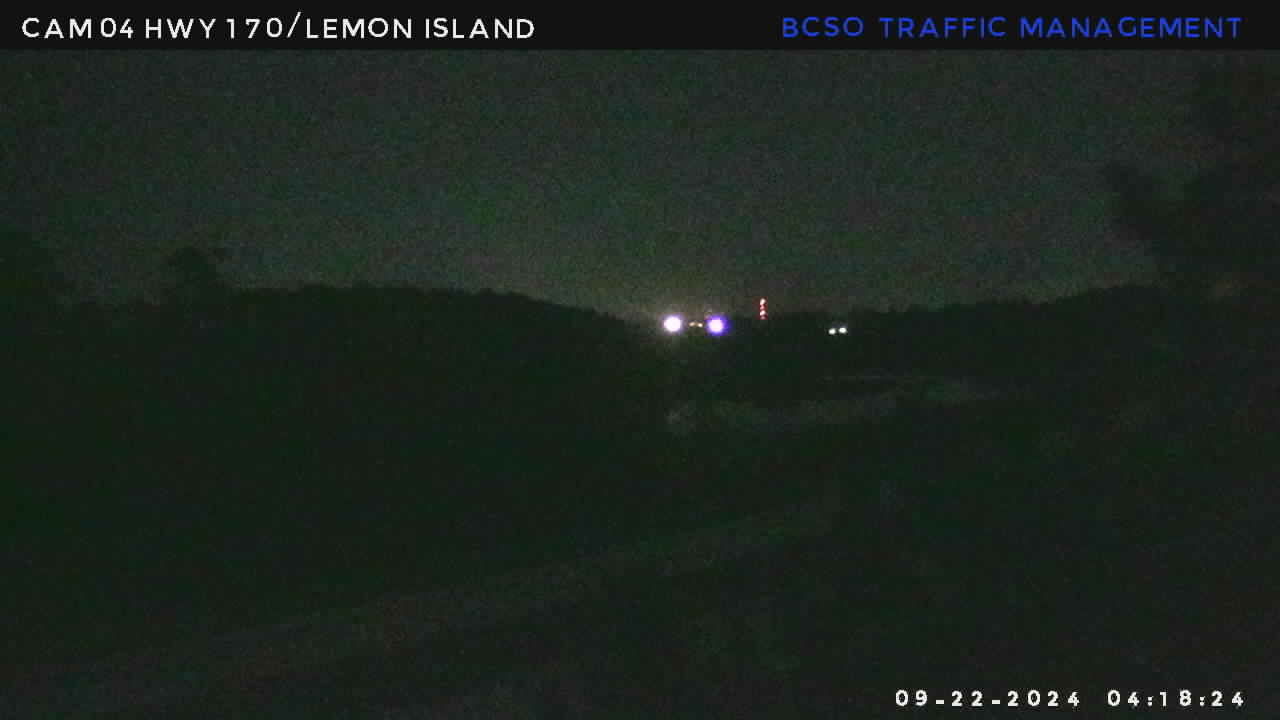 CAM04 HWY 170/LEMON ISLAND
BCSO TRAFFIC MANAGEMENT
09-22-2024 04:18:24